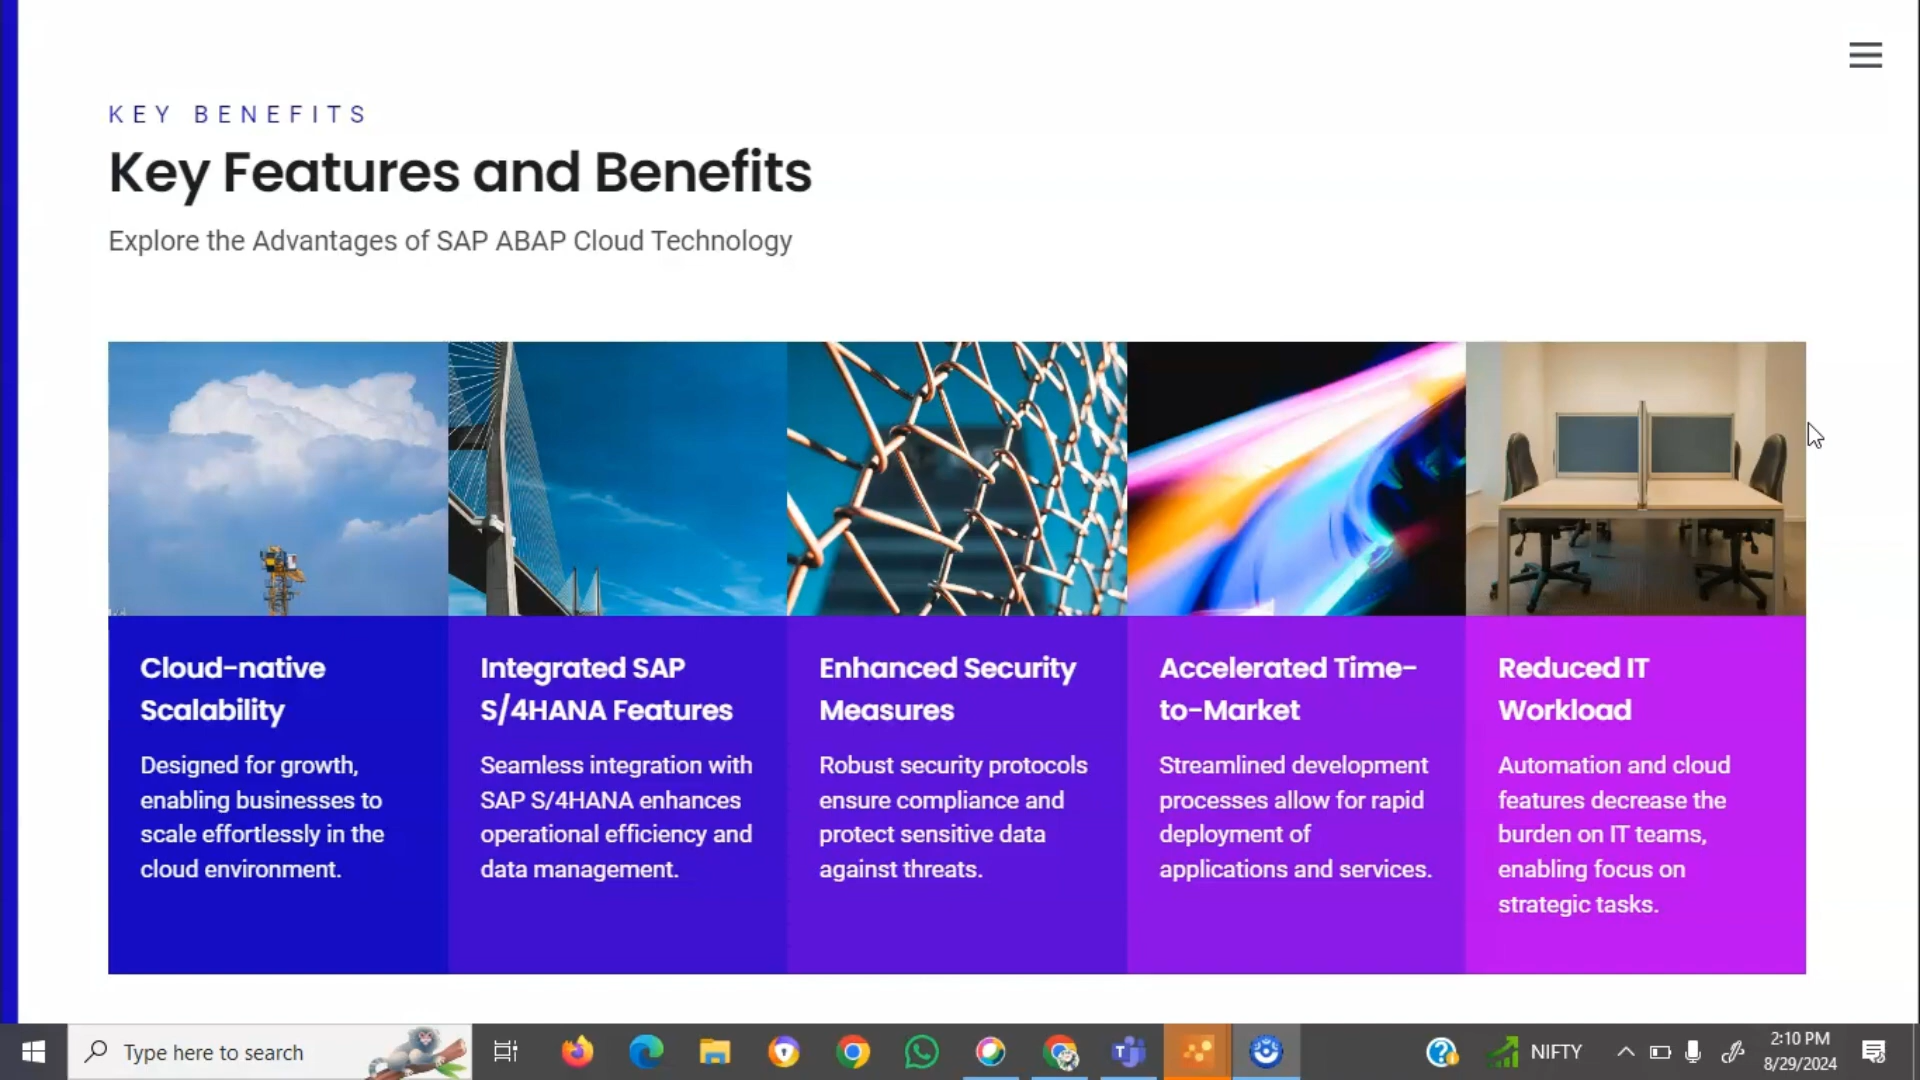 KEY BENEFITS
Key Features and Benefits
Explore the Advantages of SAP ABAP Cloud Technology
Cloud-native
Scalability
Designed for growth,
enabling businesses to
scale effortlessly in the
cloud environment.
Integrated SAP
S/4HANA Features
Seamless integration with
SAP S/4HANA enhances
operational efficiency and
data management.
Enhanced Security
Measures
Robust security protocols
ensure compliance and
protect sensitive data
against threats.
Accelerated Time-
to-Market
Streamlined development
processes allow for rapid
deployment of
applications and services.
Reduced IT
Workload
Automation and cloud
features decrease the
burden on IT teams,
enabling focus on
strategic tasks.
Type here to search
NIFTY
2:10 PM
8/29/2024